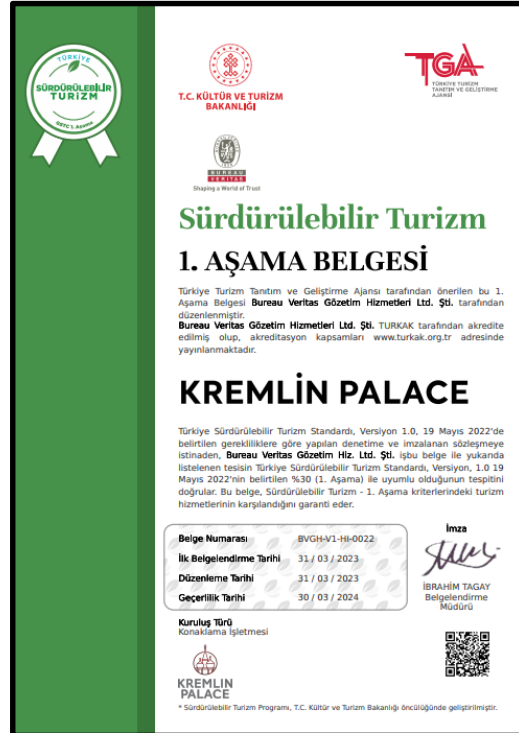 TÜRKİYE
SÜRDÜRÜLEBİLİR
TURİZM
GSTC 1. Aşama
T.C. KÜLTÜR VE TURİZM
BAKANLIĞI
TGA
TÜRKİYE TURİZM
TANITIM VE GELİŞTİRME
AJANSI
BUREAU
VERITAS
Shaping a World of Trust
Sürdürülebilir Turizm
1. AŞAMA BELGESİ
Türkiye Turizm Tanıtım ve Geliştirme Ajansı tarafından önerilen bu 1.
Aşama Belgesi Bureau Veritas Gözetim Hizmetleri Ltd. Şti. tarafından
düzenlenmiştir.
Bureau Veritas Gözetim Hizmetleri Ltd. Şti. TURKAK tarafından akredite
edilmiş olup, akreditasyon kapsamları www.turkak.org.tr adresinde
yayınlanmaktadır.
KREMLİN PALACE
Türkiye Sürdürülebilir Turizm Standardı, Versiyon 1.0, 19 Mayıs 2022'de
belirtilen gerekliliklere göre yapılan denetime ve imzalanan sözleşmeye
istinaden, Bureau Veritas Gözetim Hiz. Ltd. Şti. işbu belge ile yukarıda
listelenen tesisin Türkiye Sürdürülebilir Turizm Standardı, Versiyon, 1.0 19
Mayıs 2022'nin belirtilen %30 (1. Aşama) ile uyumlu olduğunun tespitini
doğrular. Bu belge, Sürdürülebilir Turizm - 1. Aşama kriterlerindeki turizm
hizmetlerinin karşılandığını garanti eder.
Belge Numarası BVGH-V1-HI-0022
İlk Belgelendirme Tarihi 31 / 03 / 2023
Düzenleme Tarihi 31 / 03 / 2023
Geçerlilik Tarihi 30 / 03 / 2024
İmza
İBRAHİM TAGAY
Belgelendirme
Müdürü
Kuruluş Türü
Konaklama İşletmesi
KREMLIN
PALACE
* Sürdürülebilir Turizm Programı, T.C. Kültür ve Turizm Bakanlığı öncülüğünde geliştirilmiştir.